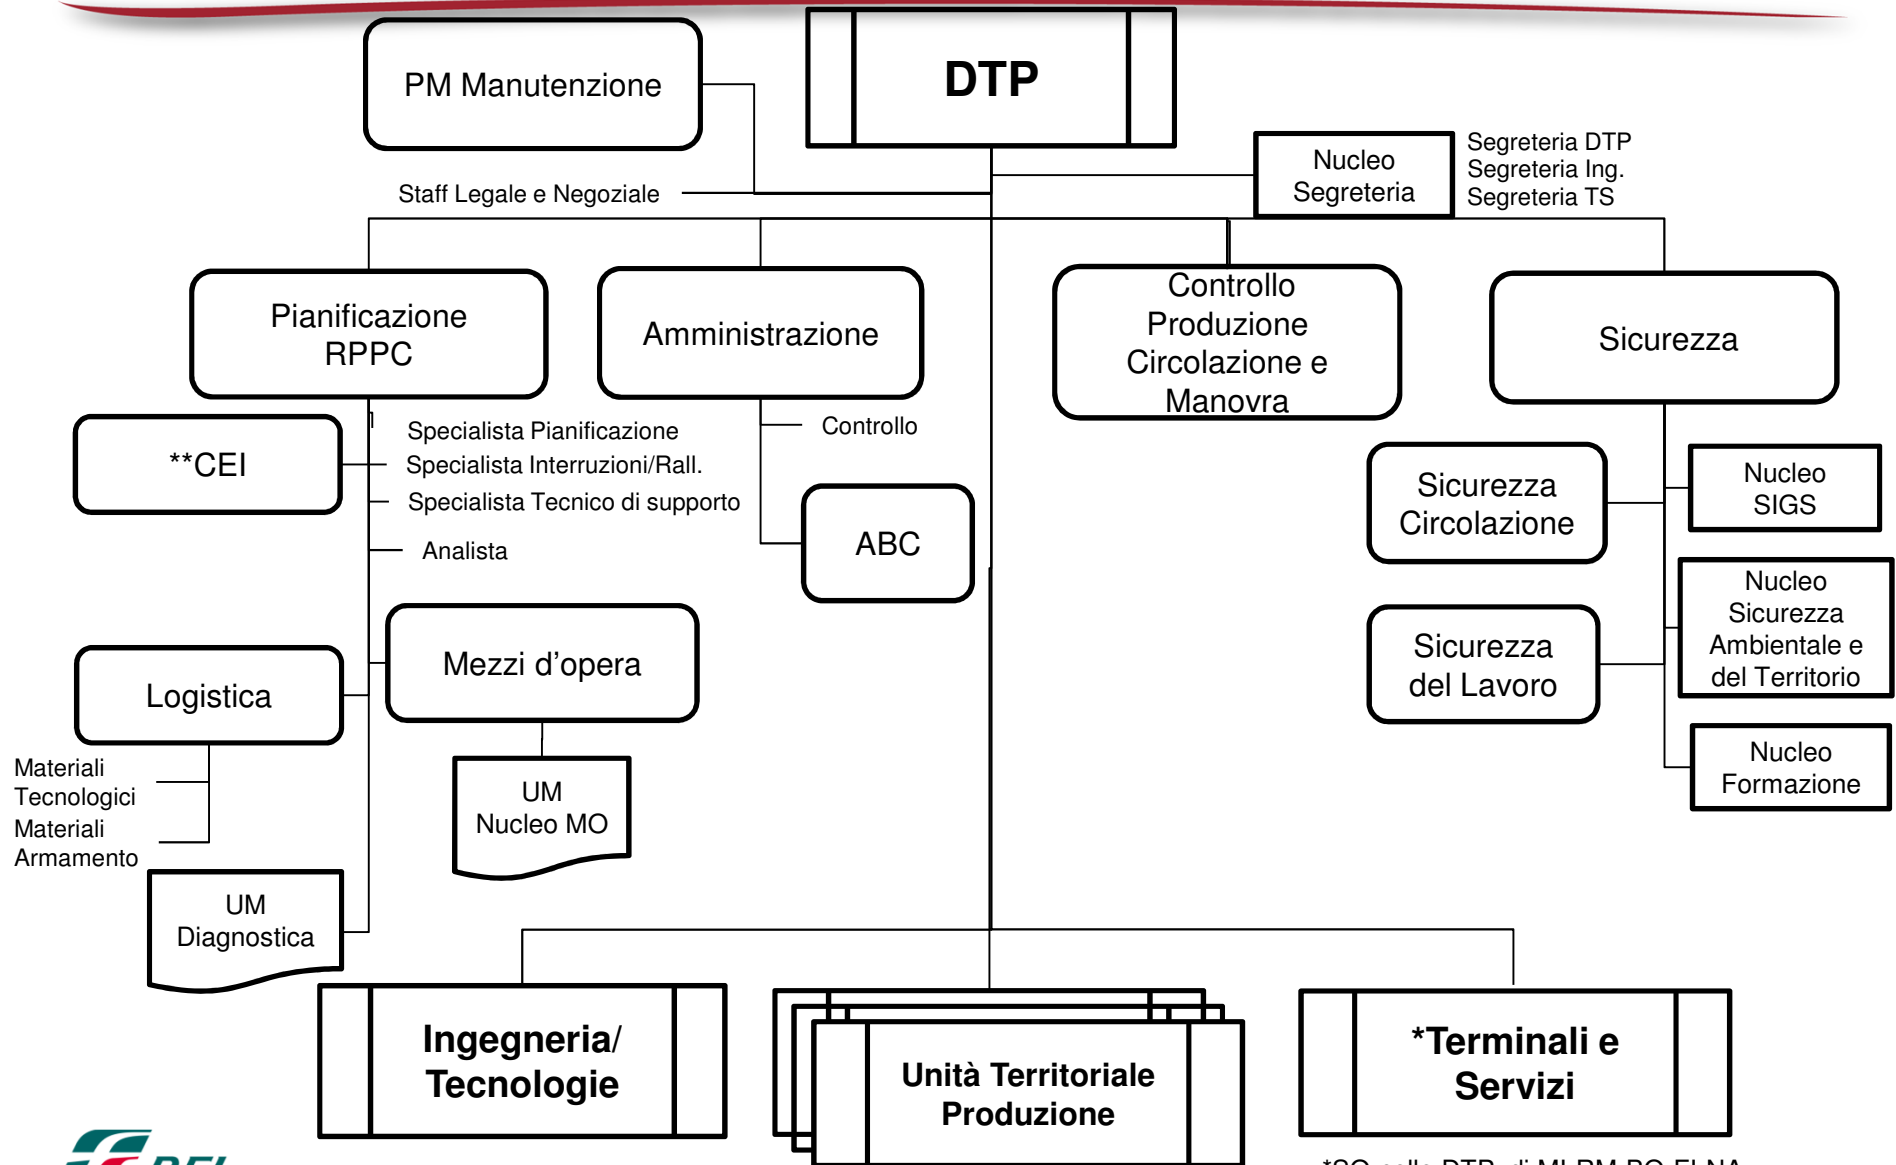 PM Manutenzione
DTP
Nucleo
Segreteria
Segreteria DTP
Segreteria Ing.
Segreteria TS
Staff Legale e Negoziale
Pianificazione
RPPC
Amministrazione
Controllo
Produzione
Circolazione e
Manovra
Sicurezza
**CEI
Specialista Pianificazione
Specialista Interruzioni/Rall.
Specialista Tecnico di supporto
Analista
Controllo
ABC
Sicurezza
Circolazione
Nucleo
SIGS
Nucleo
Sicurezza
Ambientale e
del Territorio
Sicurezza
del Lavoro
Nucleo
Formazione
Logistica
Mezzi d'opera
Materiali
Tecnologici
Materiali
Armamento
UM
Nucleo MO
UM
Diagnostica
Ingegneria/
Tecnologie
Unità Territoriale
Produzione
*Terminali e
Servizi